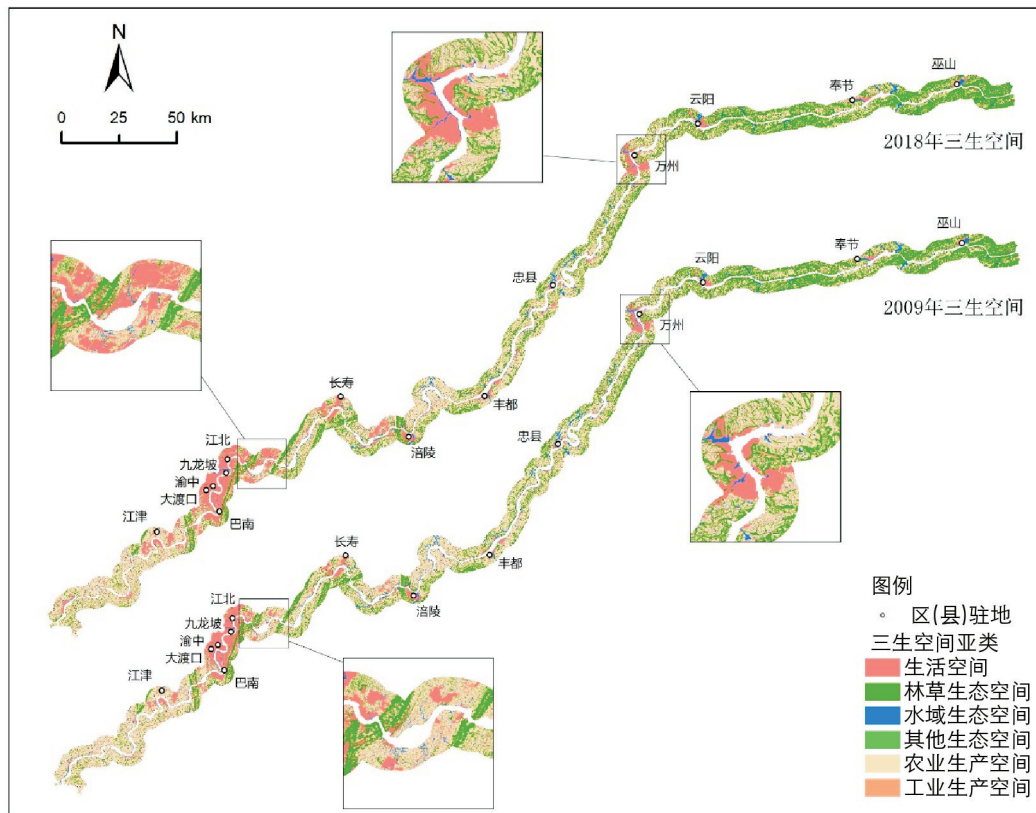 N
0 25 50 km
巫山
奉节
云阳
2018年三生空间
万州
忠县
长寿
丰都
涪陵
江北
九龙坡
渝中
大渡口
江津
巴南
巫山
奉节
云阳
2009年三生空间
万州
忠县
长寿
丰都
涪陵
江北
九龙坡
渝中
大渡口
江津
巴南
图例
区(县)驻地
三生空间亚类
生活空间
林草生态空间
水域生态空间
其他生态空间
农业生产空间
工业生产空间